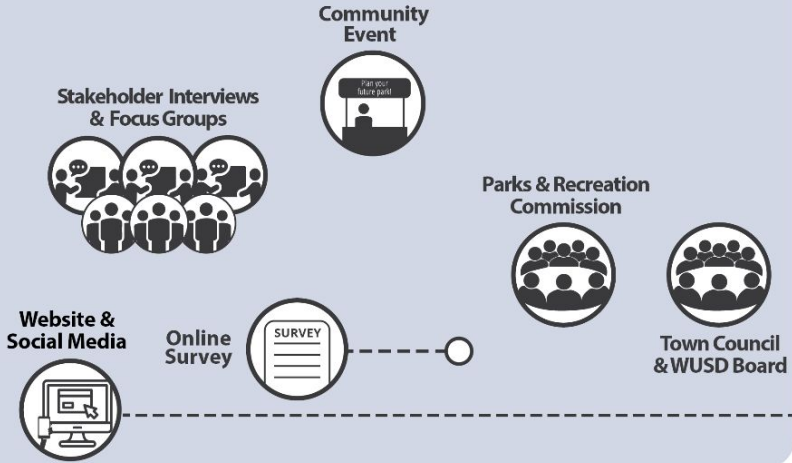 Community
Event
Plan your
future park!
Stakeholder Interviews
& Focus Groups
Parks & Recreation
Commission
Website &
Social Media
Online
Survey
SURVEY
Town Council
& WUSD Board